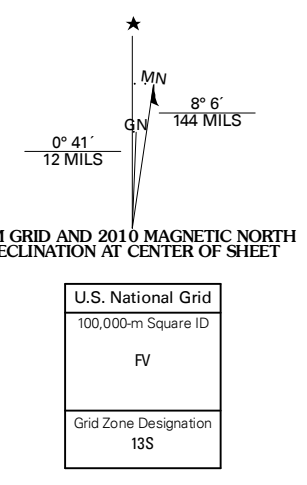 ★
MN
GN
8° 6´
144 MILS
0° 41´
12 MILS
M GRID AND 2010 MAGNETIC NORTH
ECLINATION AT CENTER OF SHEET
U.S. National Grid
100,000-m Square ID
FV
Grid Zone Designation
13S